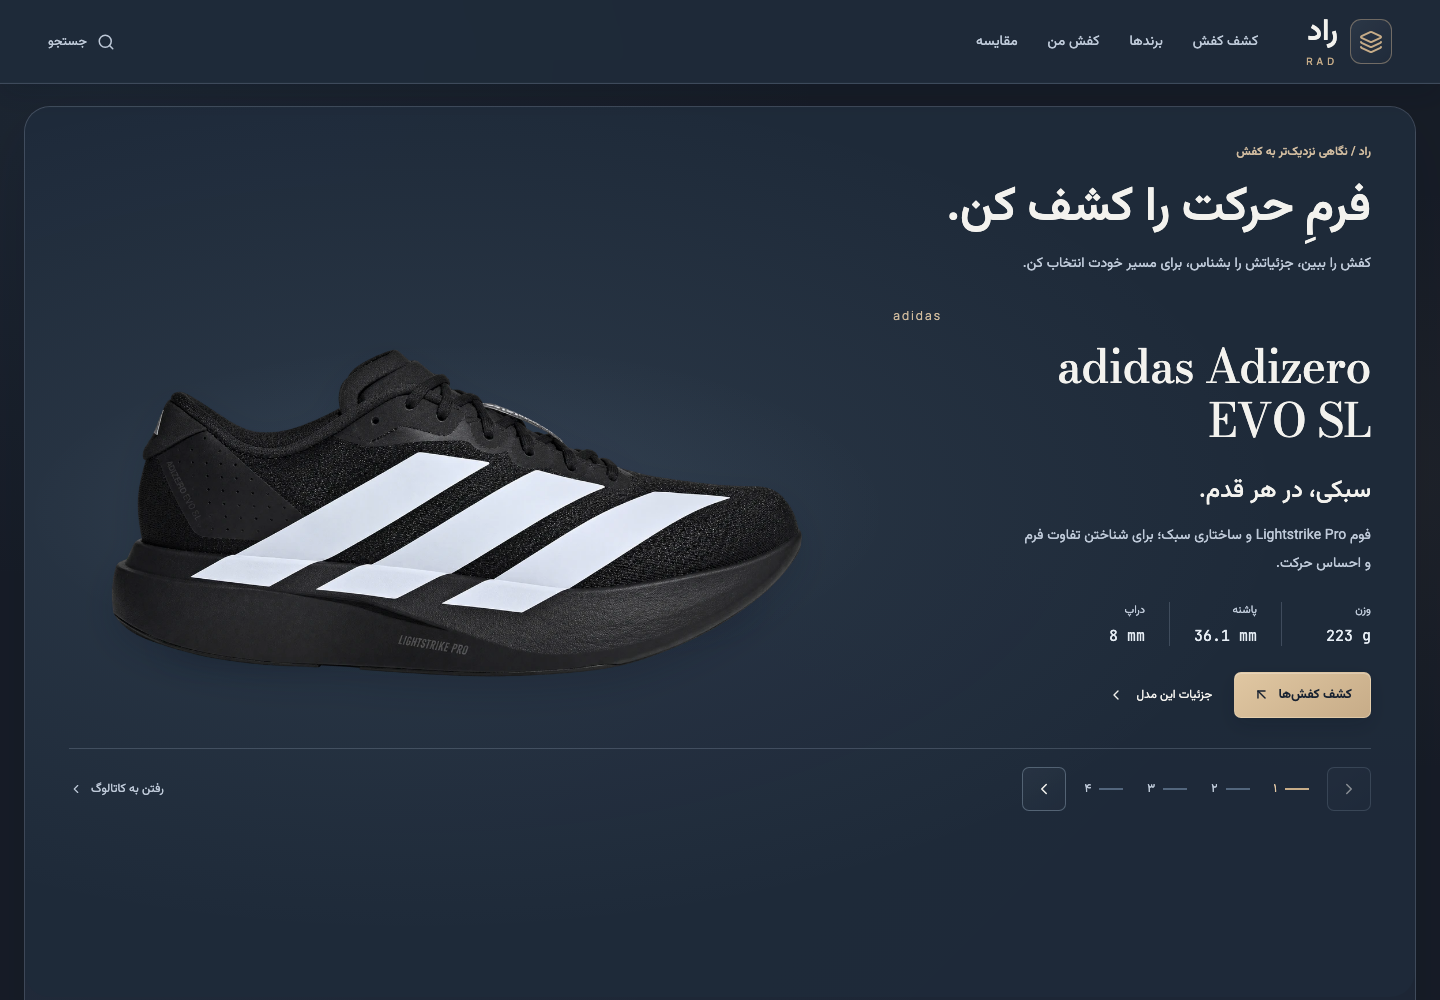 راد
RAD
کشف کفش
برندها
کفش من
مقایسه
جستجو
راد / نگاهی نزدیک‌تر به کفش
فرمِ حرکت را کشف کن.
کفش را ببین، جزئیاتش را بشناس، برای مسیر خودت انتخاب کن.
adidas
adidas Adizero
EVO SL
سبکی، در هر قدم.
فوم Lightstrike Pro و ساختاری سبک؛ برای شناختن تفاوت فرم
و احساس حرکت.
وزن
223 g
پاشنه
36.1 mm
دراپ
8 mm
کشف کفش‌ها
جزئیات این مدل
LIGHTSTRIKE PRO
۱
۲
۳
۴
رفتن به کاتالوگ